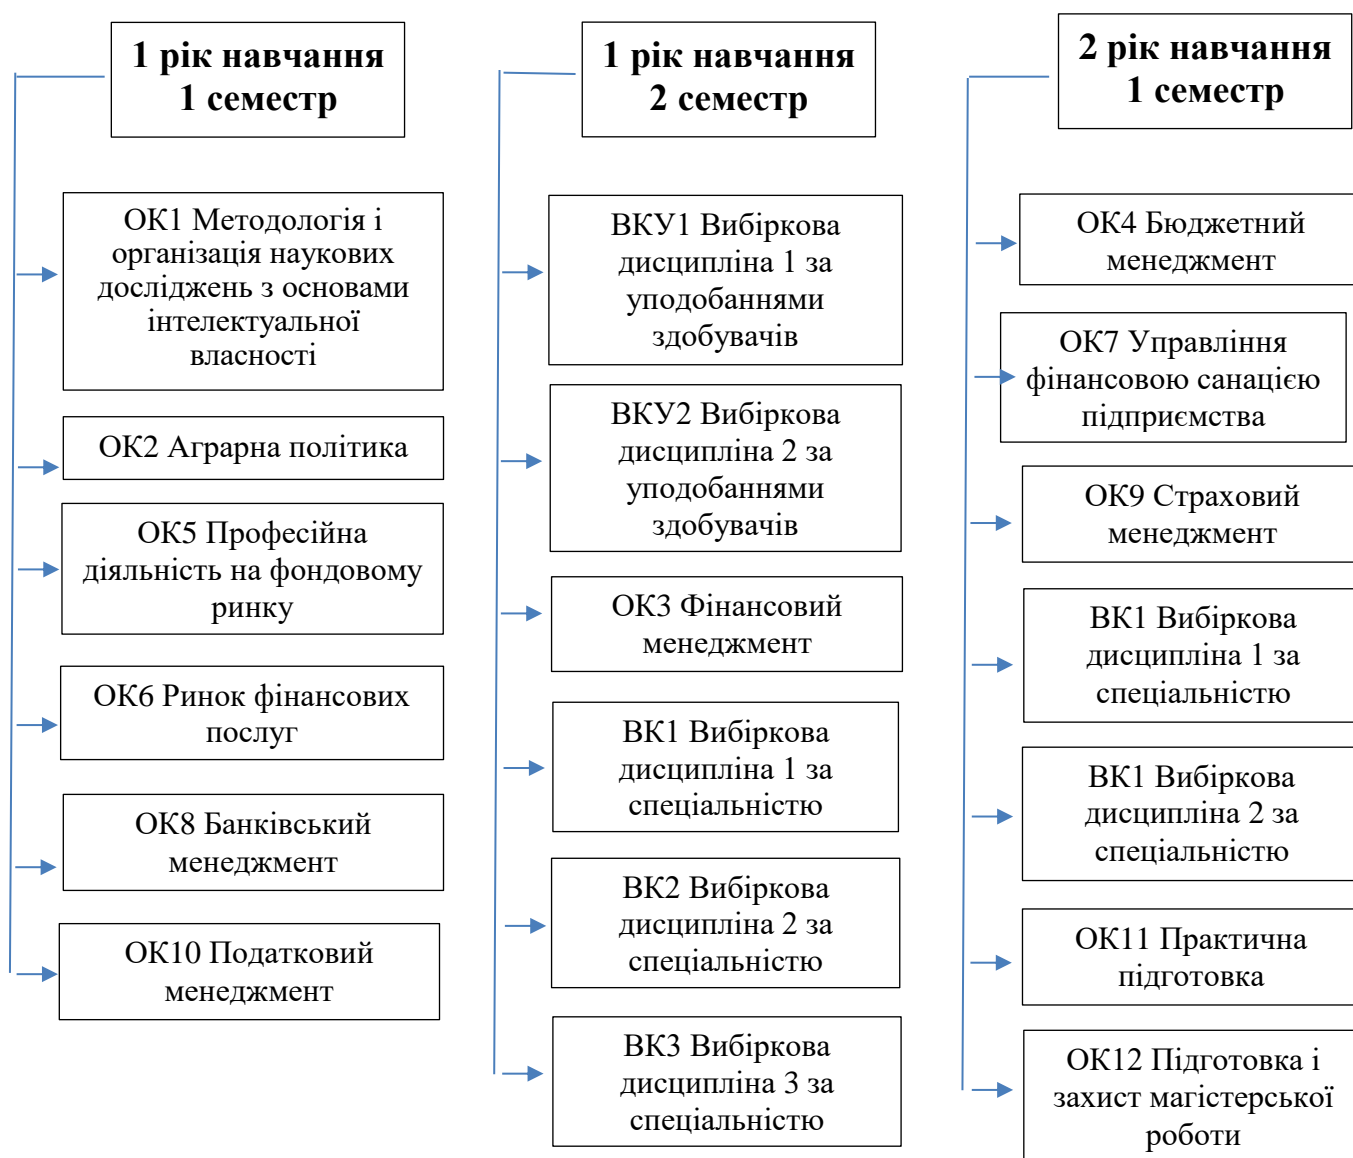 1 рік навчання
1 семестр
ОК1 Методологія і
організація наукових
досліджень з основами
інтелектуальної
власності
ОК2 Аграрна політика
ОК5 Професійна
діяльність на фондовому
ринку
ОК6 Ринок фінансових
послуг
ОК8 Банківський
менеджмент
ОК10 Податковий
менеджмент
1 рік навчання
2 семестр
ВКУ1 Вибіркова
дисципліна 1 за
уподобаннями
здобувачів
ВКУ2 Вибіркова
дисципліна 2 за
уподобаннями
здобувачів
ОК3 Фінансовий
менеджмент
ВК1 Вибіркова
дисципліна 1 за
спеціальністю
ВК2 Вибіркова
дисципліна 2 за
спеціальністю
ВК3 Вибіркова
дисципліна 3 за
спеціальністю
2 рік навчання
1 семестр
ОК4 Бюджетний
менеджмент
ОК7 Управління
фінансовою санацією
підприємства
ОК9 Страховий
менеджмент
ВК1 Вибіркова
дисципліна 1 за
спеціальністю
ВК1 Вибіркова
дисципліна 2 за
спеціальністю
ОК11 Практична
підготовка
ОК12 Підготовка і
захист магістерської
роботи